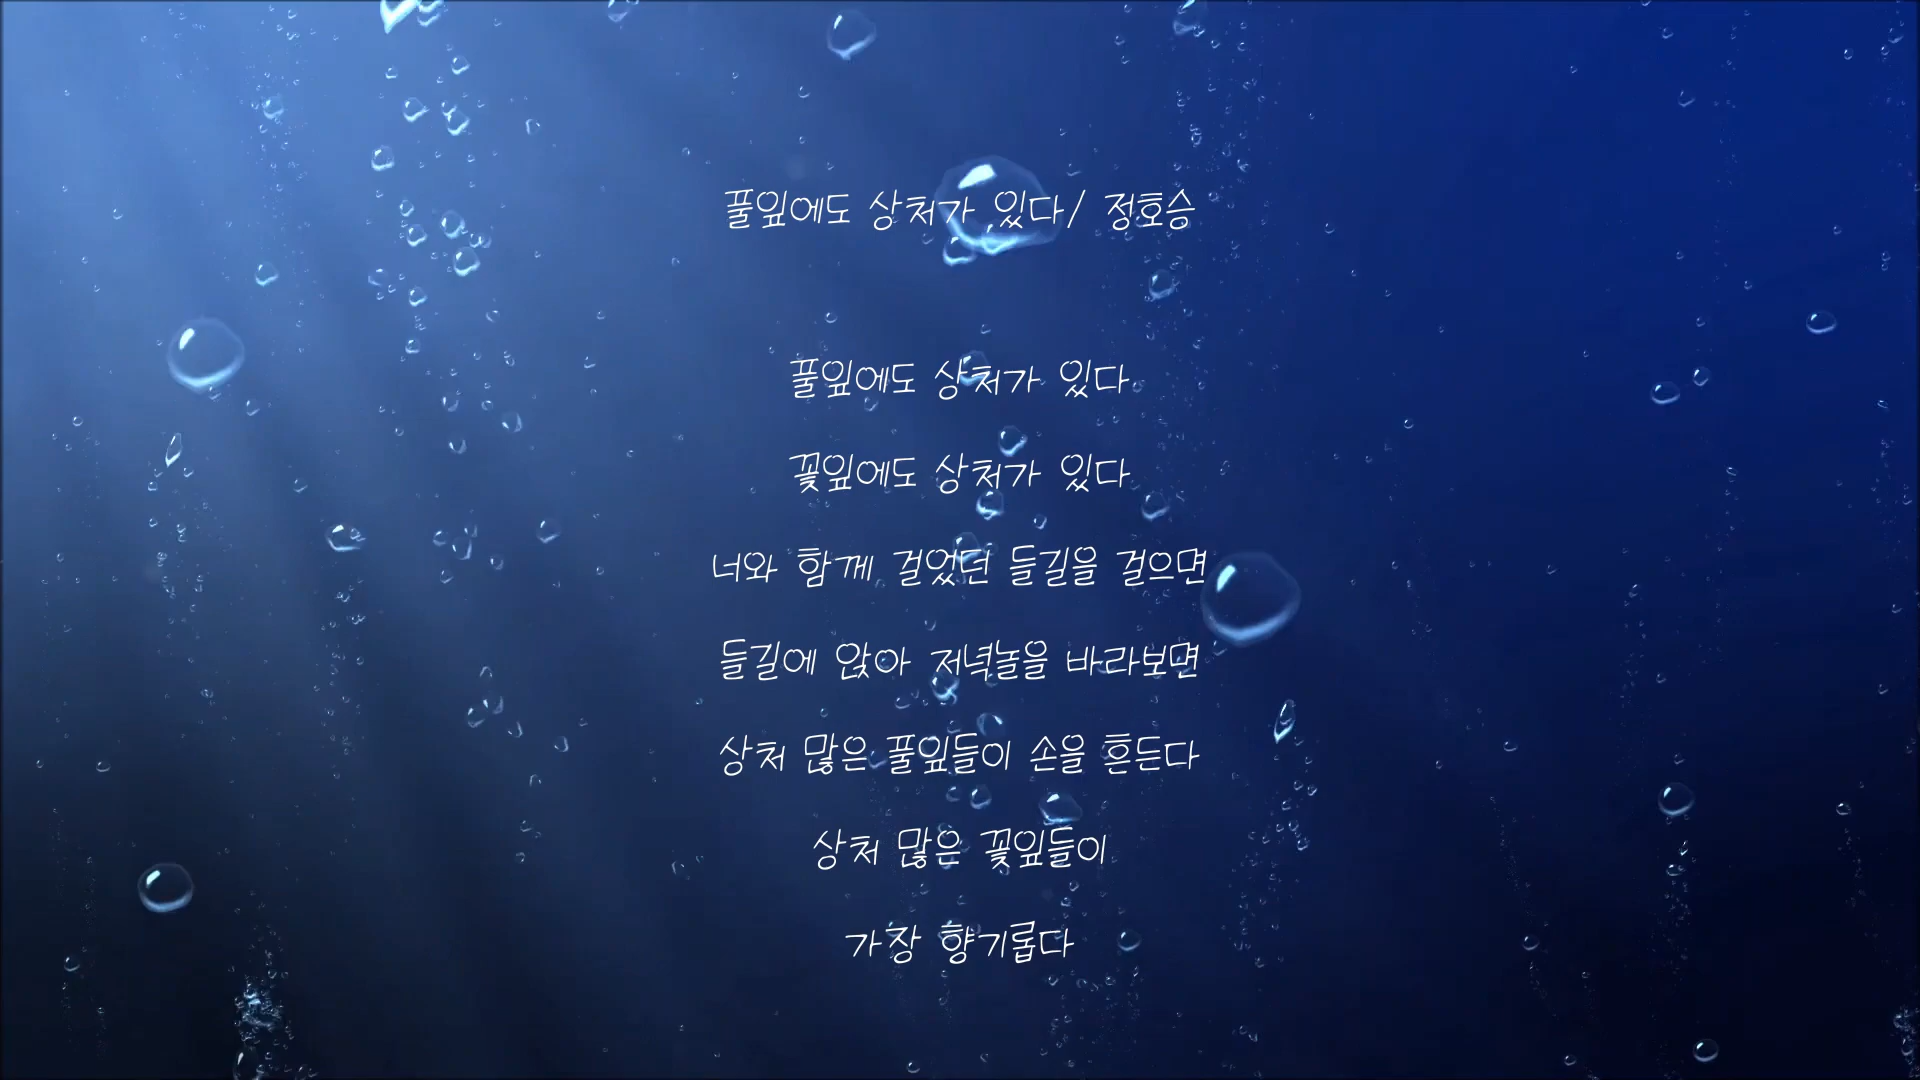 풀잎에도 상처가 있다/ 정호승
풀잎에도 상처가 있다
꽃잎에도 상처가 있다
너와 함께 걸었던 들길을 걸으면
들길에 앉아 저녁놀을 바라보면
상처 많은 풀잎들이 손을 흔든다
상처 많은 꽃잎들이
가장 향기롭다